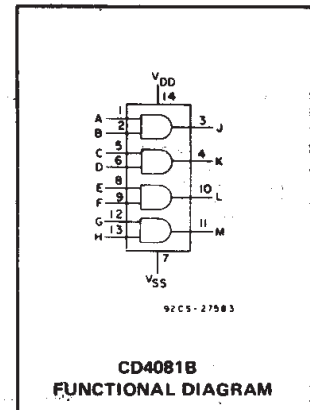 VDD
14
A 1
B 2
3 J
C 5
D 6
4 K
E 8
F 9
10 L
G 12
H 13
11 M
7
VSS
92CS-27583
CD4081B
FUNCTIONAL DIAGRAM